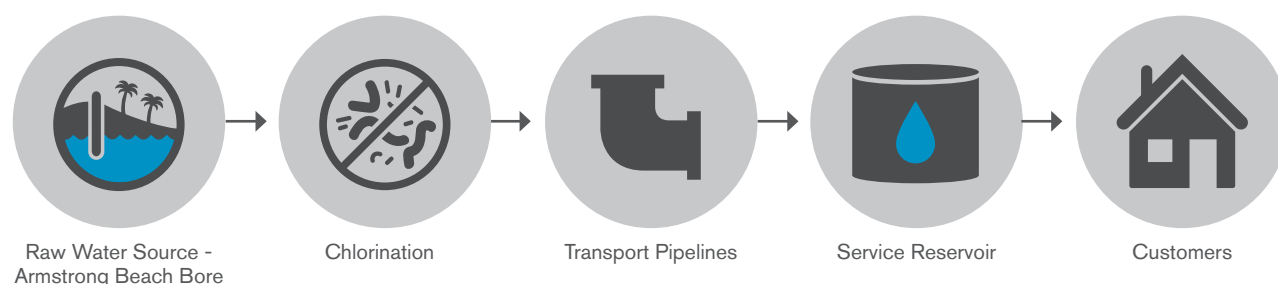 Raw Water Source -
Armstrong Beach Bore
Chlorination
Transport Pipelines
Service Reservoir
Customers